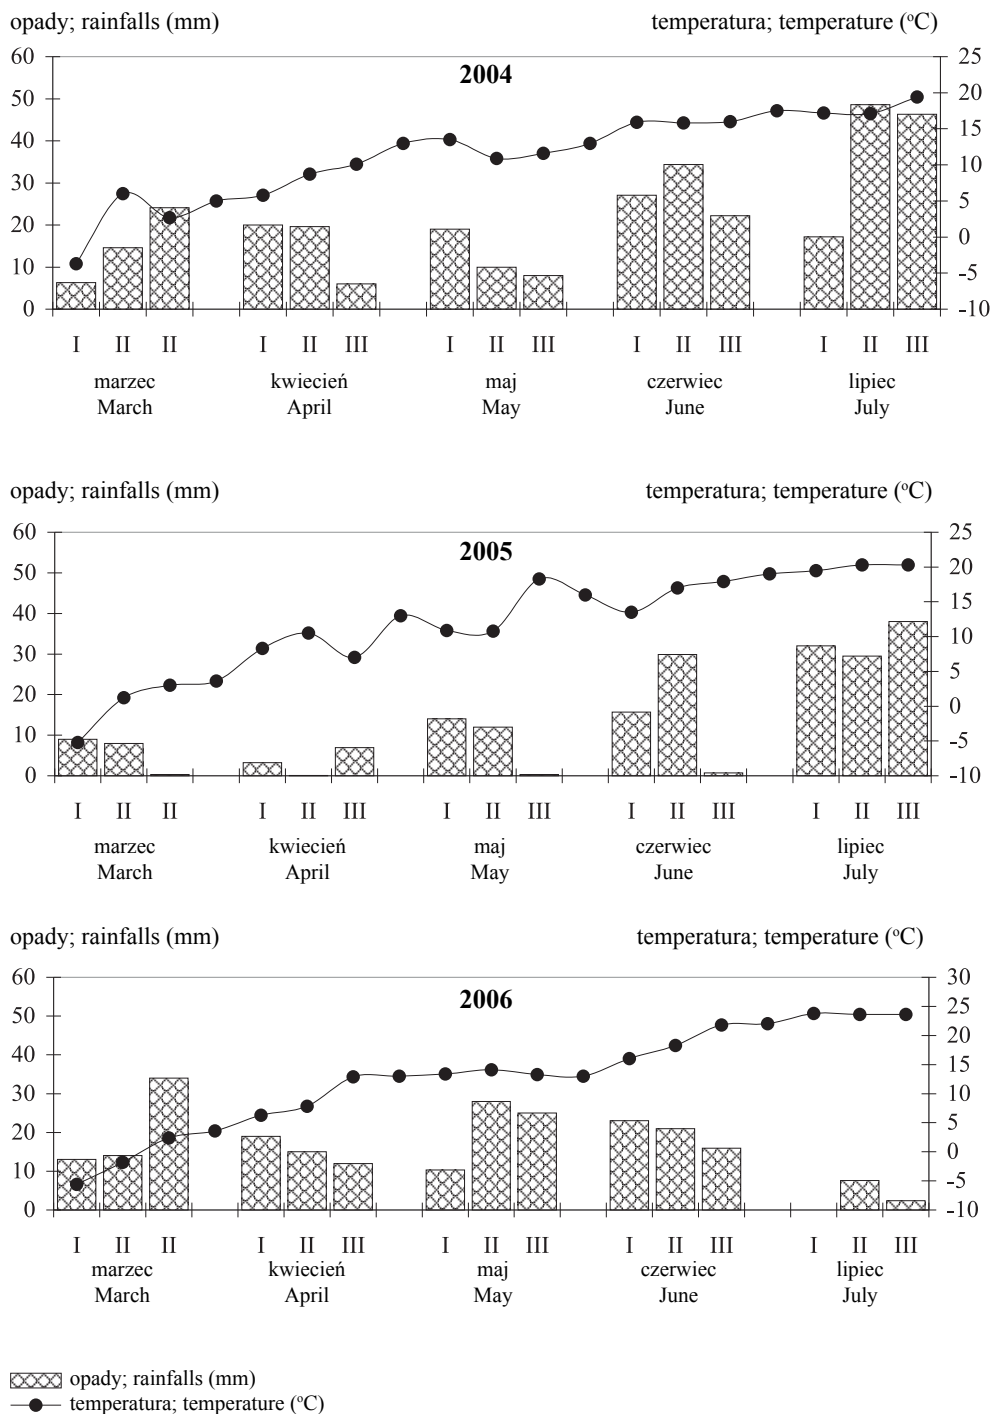 opady; rainfalls (mm) temperatura; temperature (°C)
2004
60 25
50 20
40 15
30 10
20 5
10 0
0 -5
-10
I II II I II III I II III I II III I II III
marzec kwiecień maj czerwiec lipiec
March April May June July
opady; rainfalls (mm) temperatura; temperature (°C)
2005
60 25
50 20
40 15
30 10
20 5
10 0
0 -5
-10
I II II I II III I II III I II III I II III
marzec kwiecień maj czerwiec lipiec
March April May June July
opady; rainfalls (mm) temperatura; temperature (°C)
2006
60 30
50 25
40 20
30 15
20 10
10 5
0 0
-5
-10
I II II I II III I II III I II III I II III
marzec kwiecień maj czerwiec lipiec
March April May June July
opady; rainfalls (mm)
temperatura; temperature (°C)